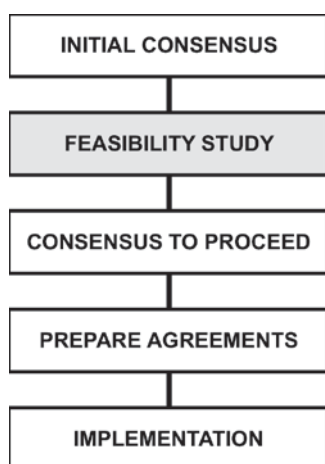 INITIAL CONSENSUS
FEASIBILITY STUDY
CONSENSUS TO PROCEED
PREPARE AGREEMENTS
IMPLEMENTATION